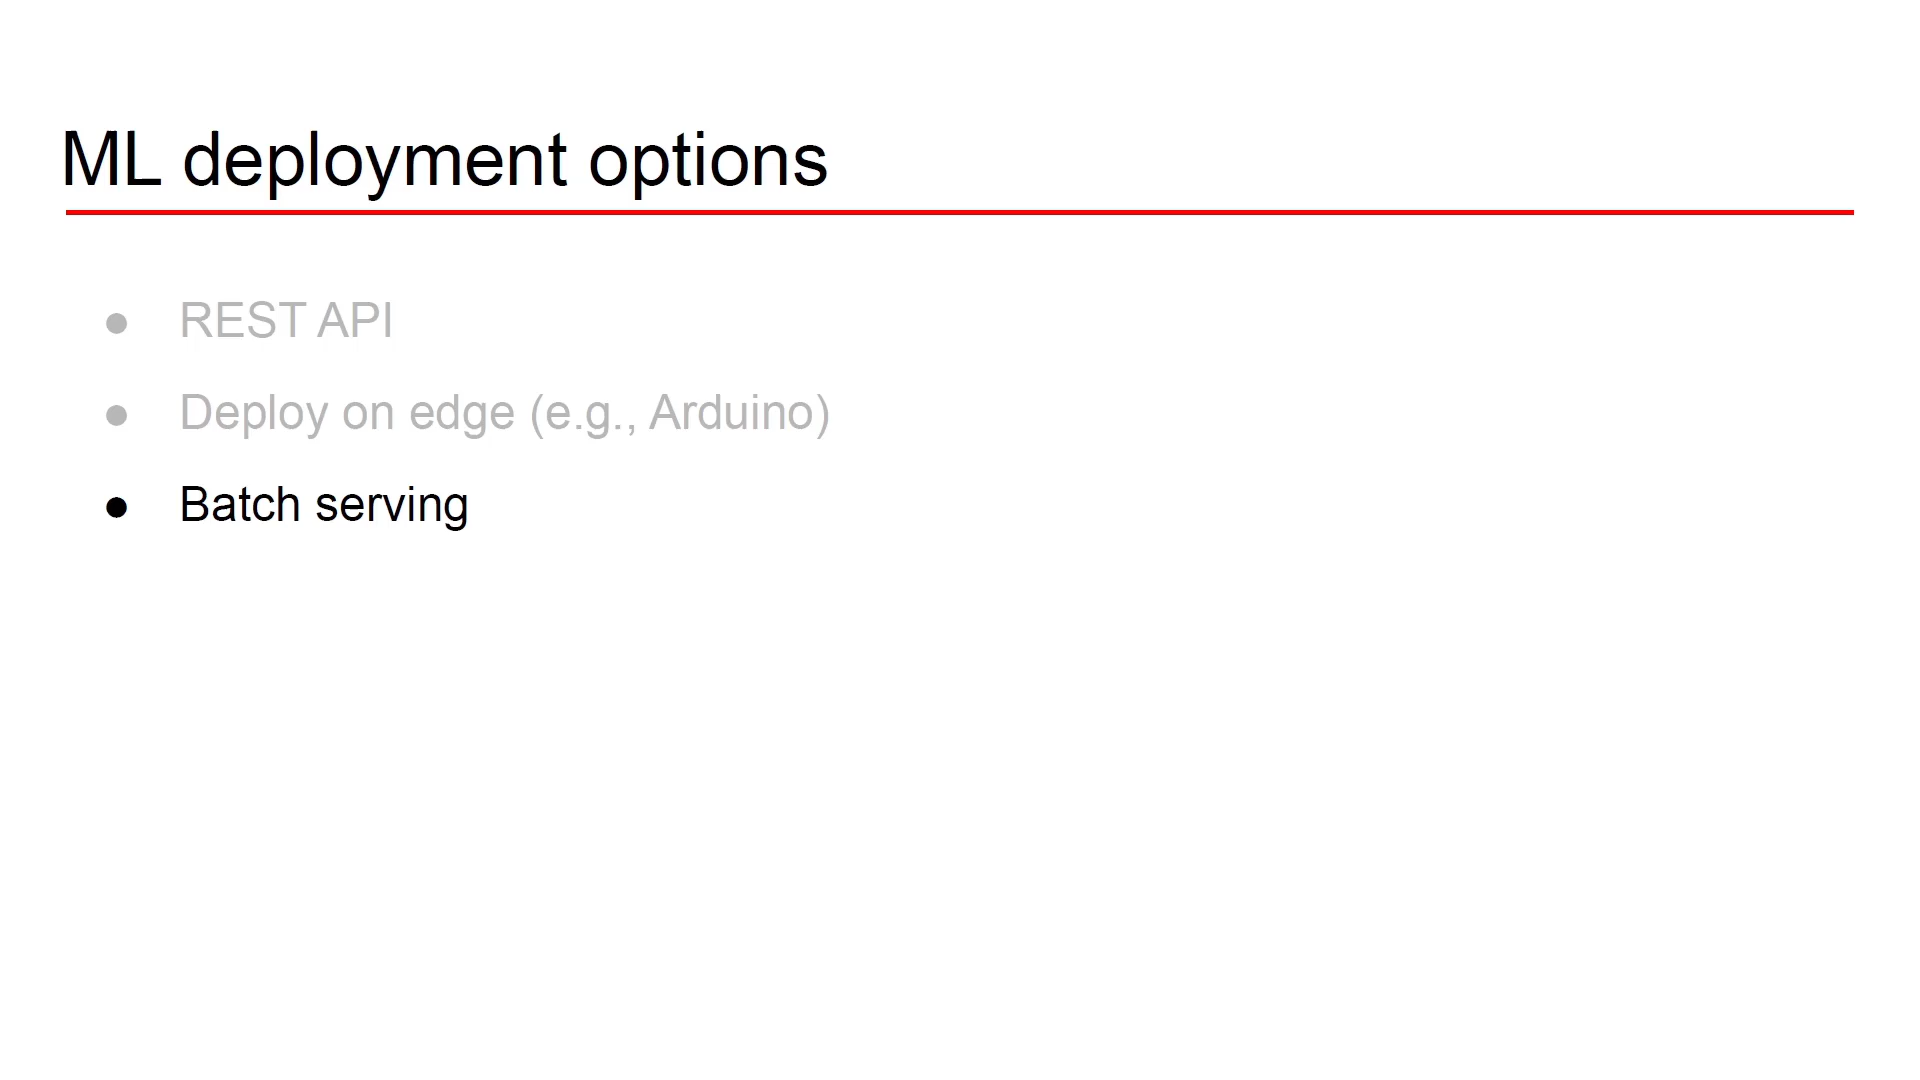 ML deployment options
● REST API
● Deploy on edge (e.g., Arduino)
● Batch serving